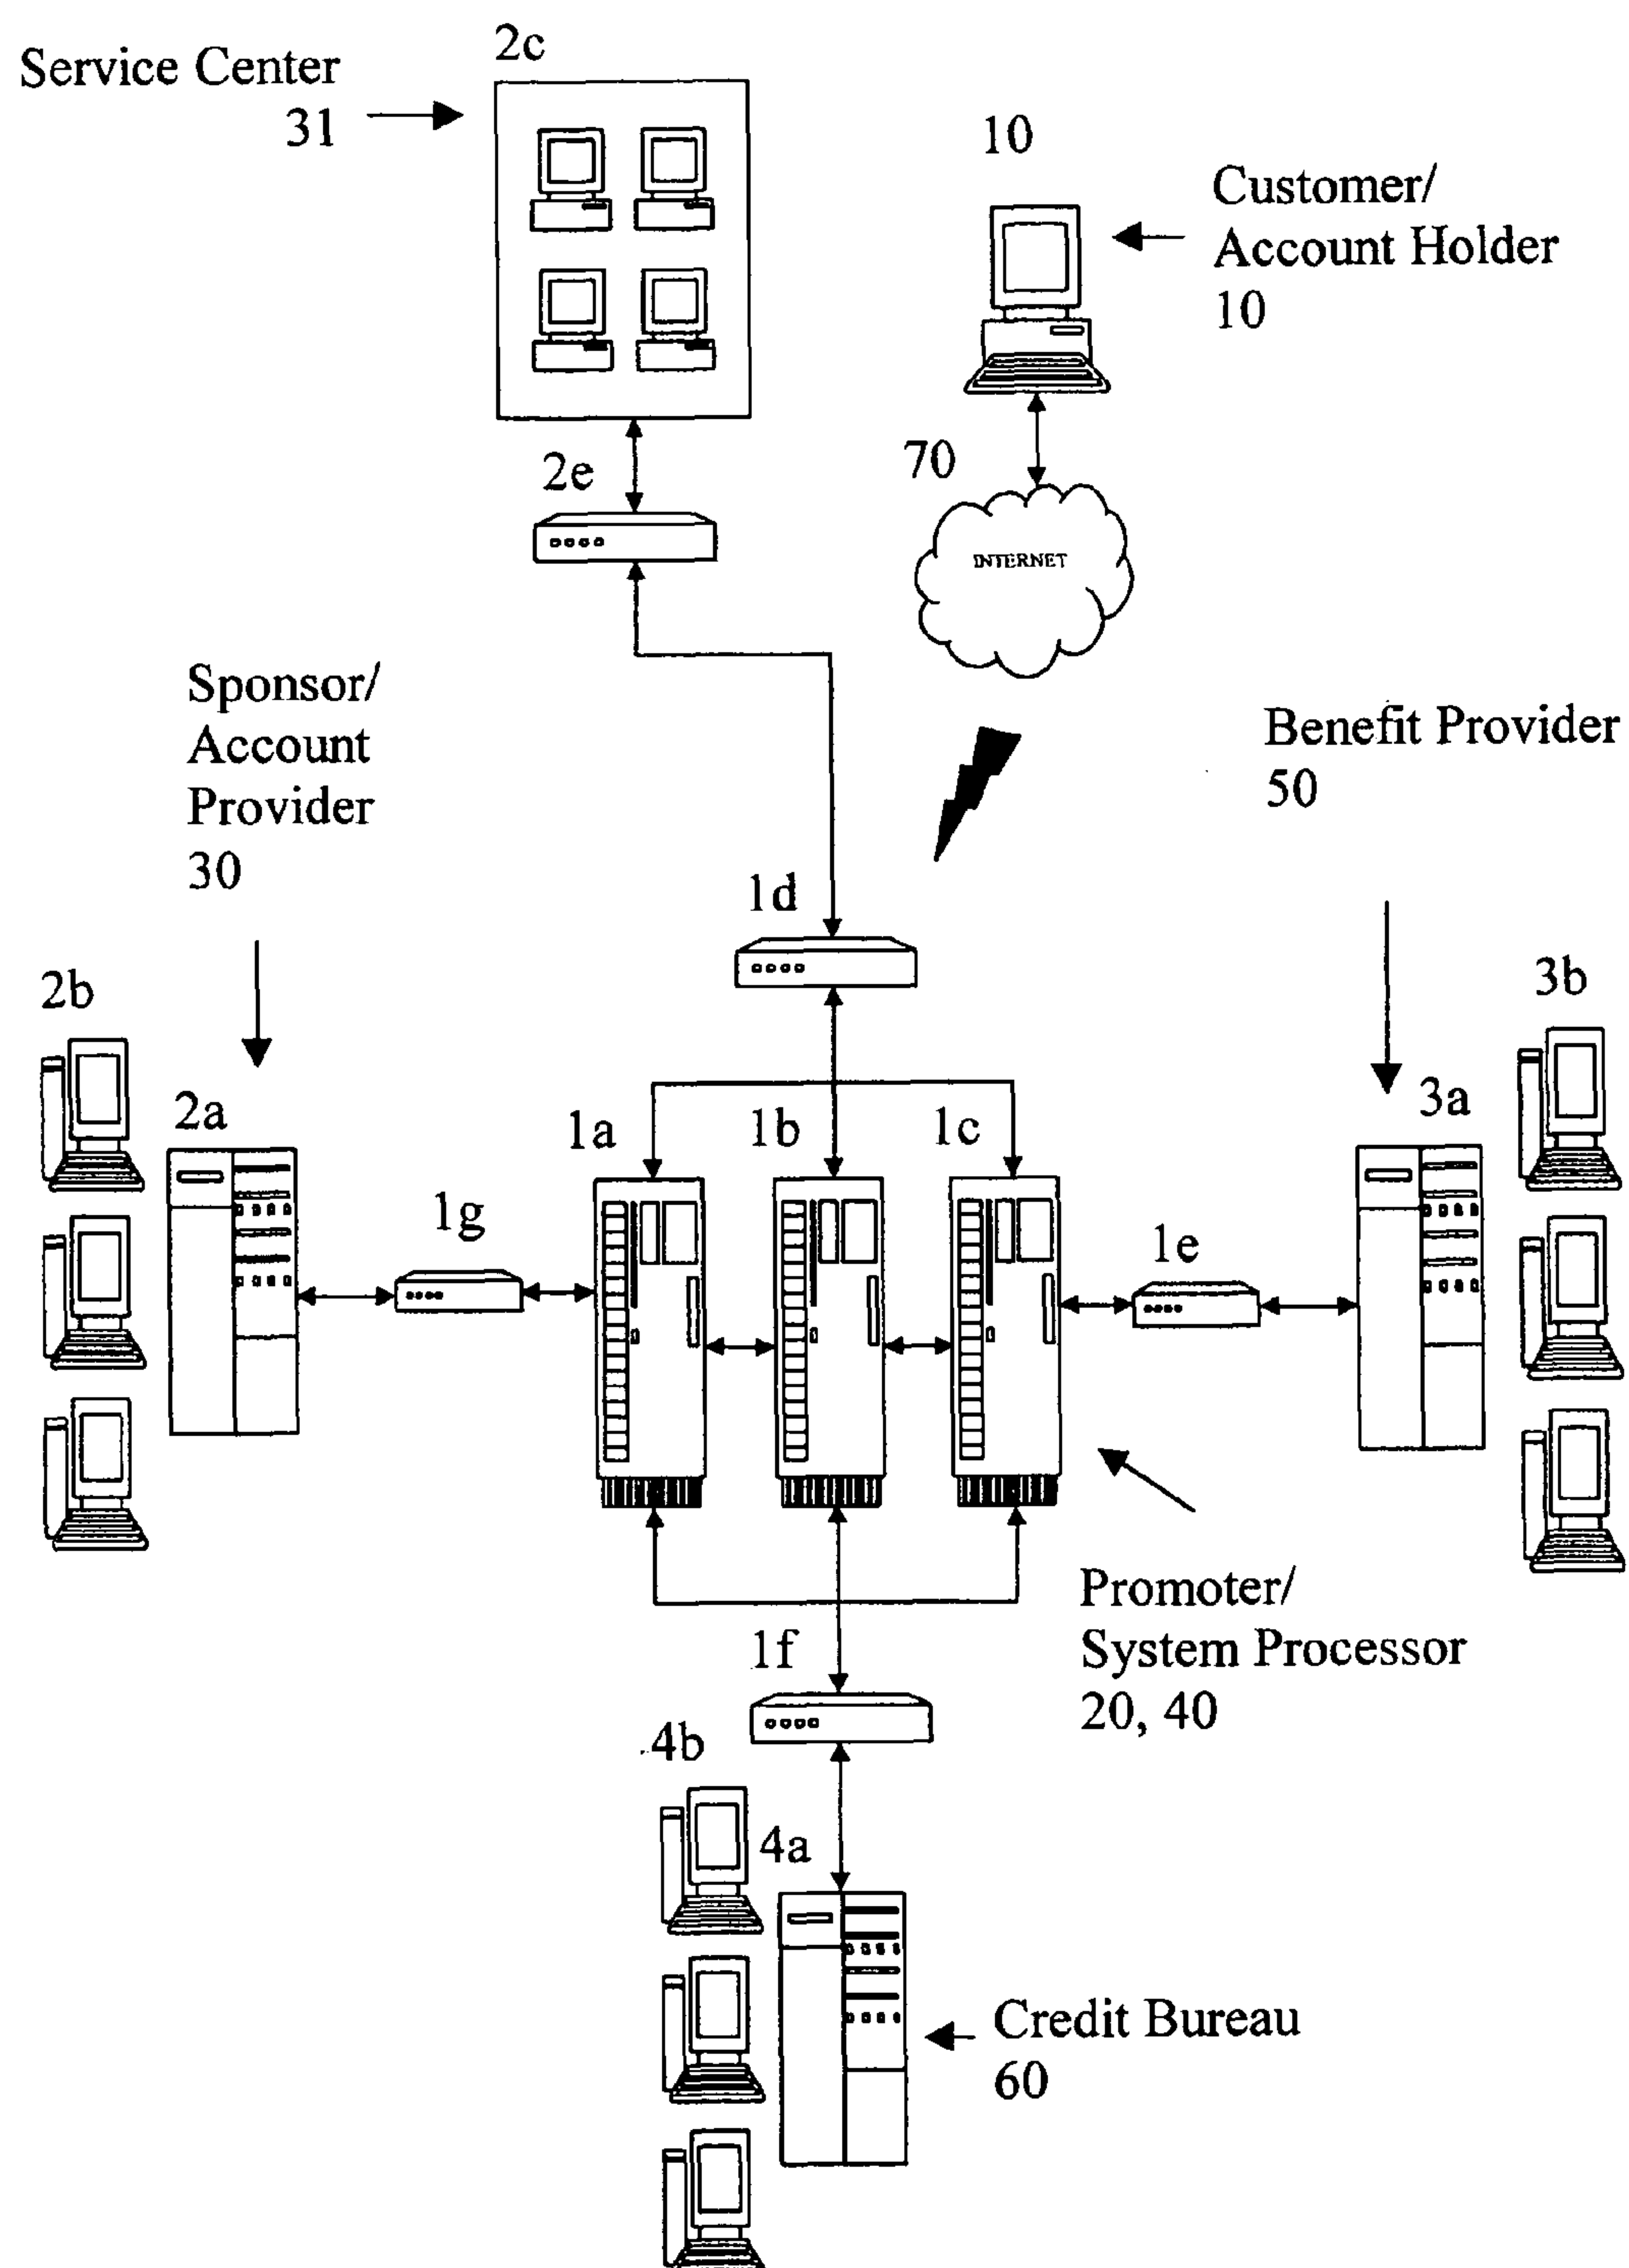 2c
Service Center
31
10
Customer/
Account Holder
10
2e
70
INTERNET
Sponsor/
Account
Provider
30
Benefit Provider
50
1d
2b
3b
2a
1a
1b
1c
3a
1g
1e
Promoter/
System Processor
20, 40
1f
4b
4a
Credit Bureau
60